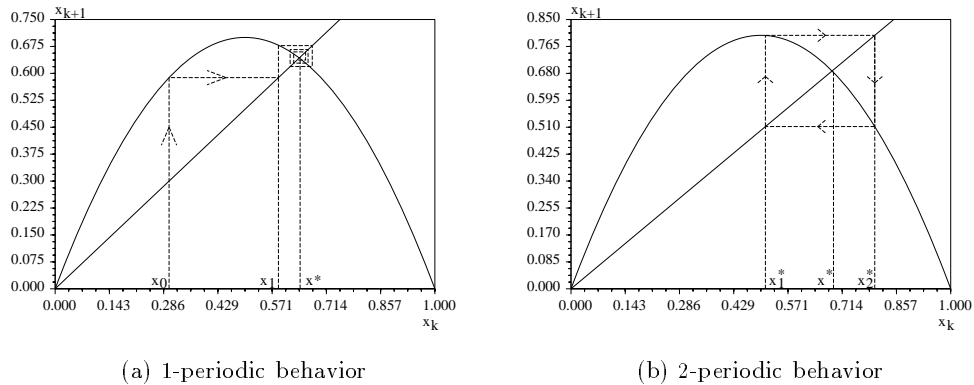 x_{k+1}
0.750
0.675
0.600
0.525
0.450
0.375
0.300
0.225
0.150
0.075
0.000
x_0 x_1 x^*
0.000 0.143 0.286 0.429 0.571 0.714 0.857 1.000
x_k
(a) 1-periodic behavior
x_{k+1}
0.850
0.765
0.680
0.595
0.510
0.425
0.340
0.255
0.170
0.085
0.000
x_1^* x^* x_2^*
0.000 0.143 0.286 0.429 0.571 0.714 0.857 1.000
x_k
(b) 2-periodic behavior